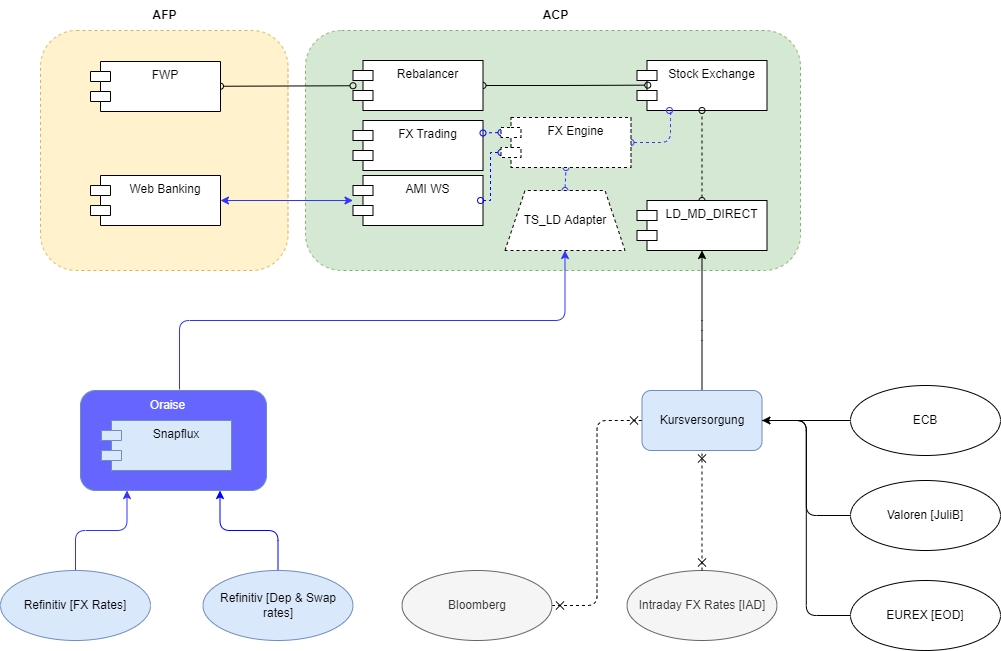 AFP
ACP
FWP
Rebalancer
Stock Exchange
FX Trading
FX Engine
Web Banking
AMI WS
TS_LD Adapter
LD_MD_DIRECT
Oraise
Snapflux
Kursversorgung
ECB
Valoren [JuliB]
Refinitiv [FX Rates]
Refinitiv [Dep & Swap
rates]
Bloomberg
Intraday FX Rates [IAD]
EUREX [EOD]